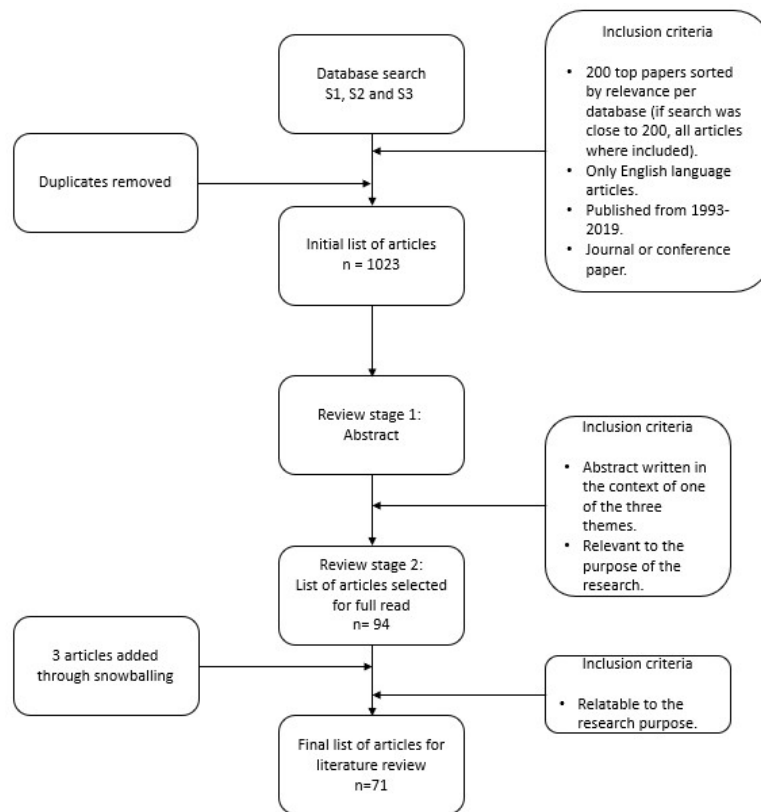 Database search
S1, S2 and S3
Inclusion criteria
• 200 top papers sorted
by relevance per
database (if search was
close to 200, all articles
where included).
• Only English language
articles.
• Published from 1993-
2019.
• Journal or conference
paper.
Duplicates removed
Initial list of articles
n = 1023
Review stage 1:
Abstract
Inclusion criteria
• Abstract written in
the context of one
of the three
themes.
• Relevant to the
purpose of the
research.
Review stage 2:
List of articles selected
for full read
n= 94
3 articles added
through snowballing
Inclusion criteria
• Relatable to the
research purpose.
Final list of articles for
literature review
n=71